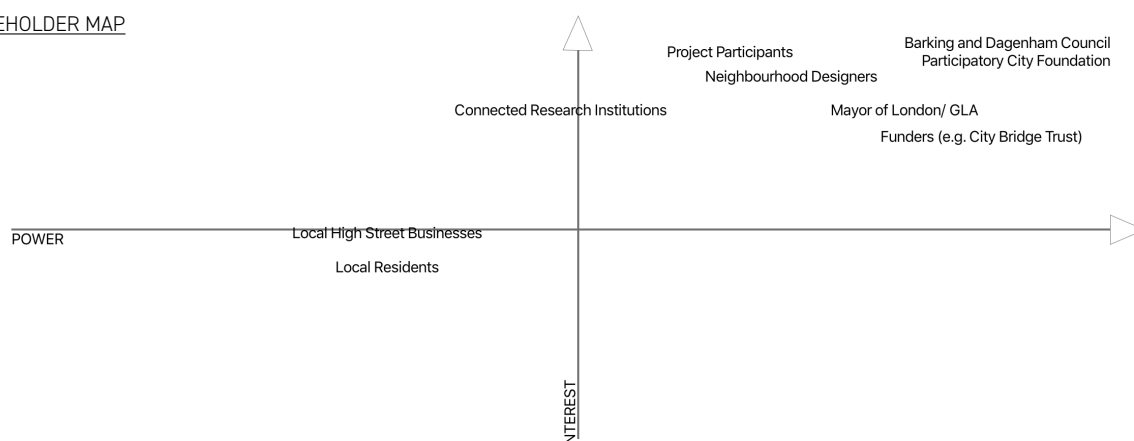 EHOLDER MAP
Project Participants
Barking and Dagenham Council
Participatory City Foundation
Neighbourhood Designers
Connected Research Institutions
Mayor of London/ GLA
Funders (e.g. City Bridge Trust)
POWER
Local High Street Businesses
Local Residents
NTEREST